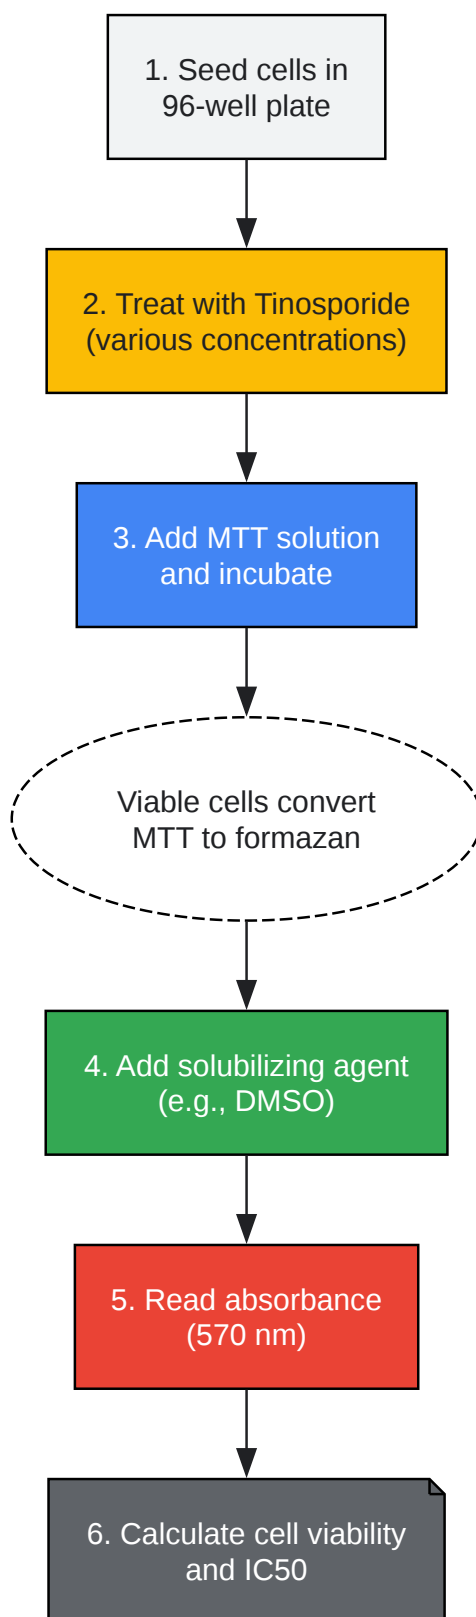 1. Seed cells in
96-well plate
2. Treat with Tinosporide
(various concentrations)
3. Add MTT solution
and incubate
Viable cells convert
MTT to formazan
4. Add solubilizing agent
(e.g., DMSO)
5. Read absorbance
(570 nm)
6. Calculate cell viability
and IC50